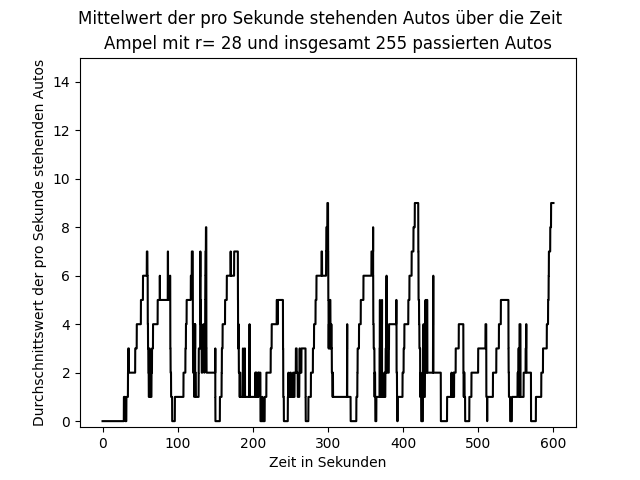 Mittelwert der pro Sekunde stehenden Autos über die Zeit
Ampel mit r= 28 und insgesamt 255 passierten Autos
Durchschnittswert der pro Sekunde stehenden Autos
14
12
10
8
6
4
2
0
0 100 200 300 400 500 600
Zeit in Sekunden